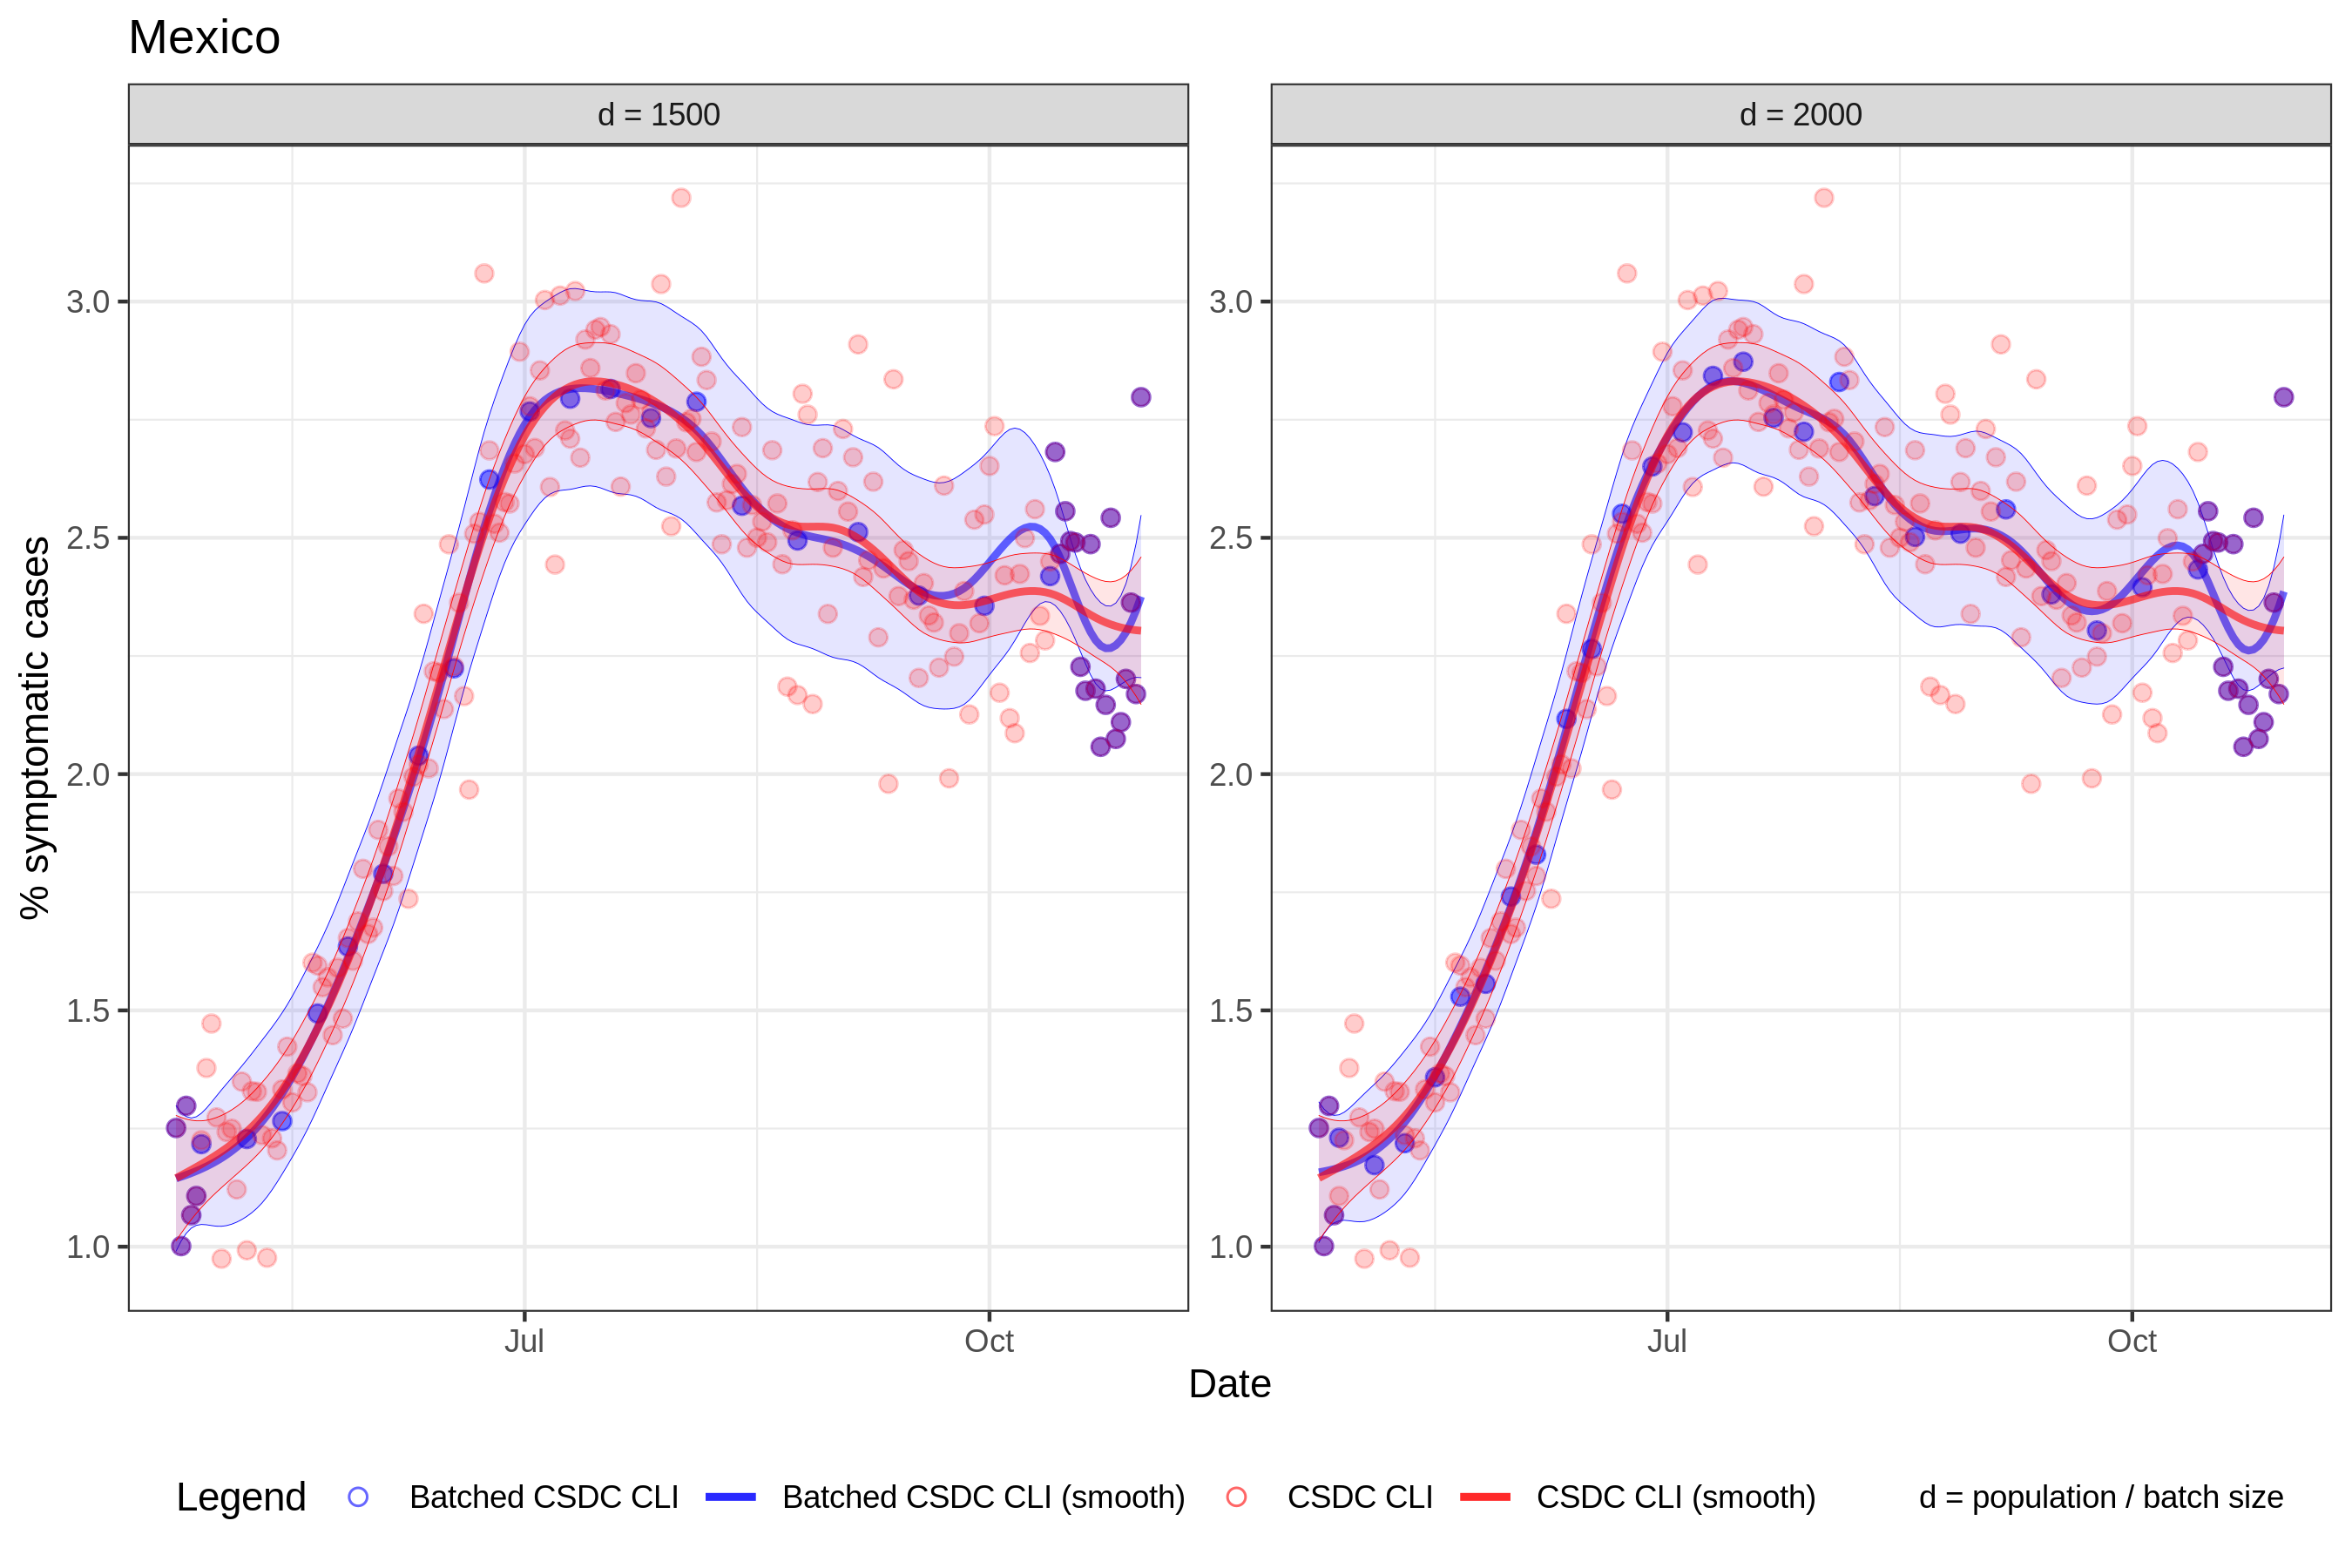 Mexico
d = 1500
d = 2000
% symptomatic cases
3.0
2.5
2.0
1.5
1.0
3.0
2.5
2.0
1.5
1.0
Jul
Oct
Jul
Oct
Date
Legend
Batched CSDC CLI
Batched CSDC CLI (smooth)
CSDC CLI
CSDC CLI (smooth)
d = population / batch size